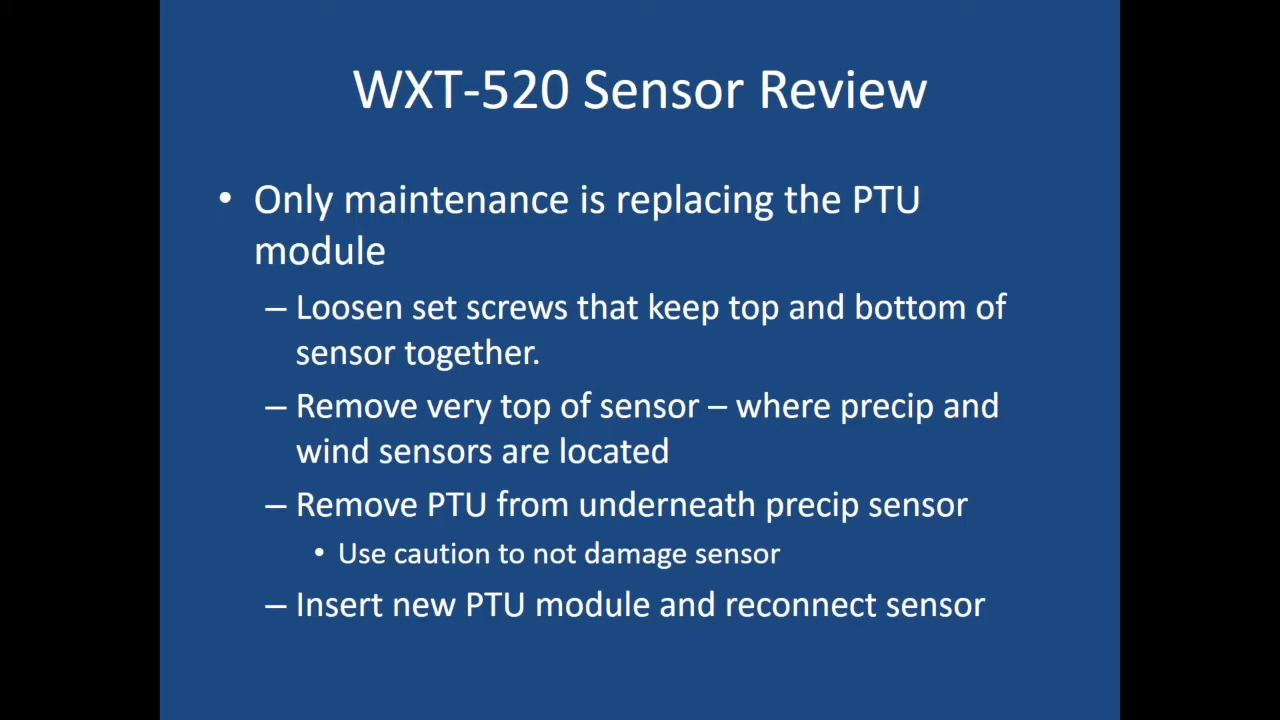 WXT-520 Sensor Review
• Only maintenance is replacing the PTU
module
– Loosen set screws that keep top and bottom of
sensor together.
– Remove very top of sensor – where precip and
wind sensors are located
– Remove PTU from underneath precip sensor
• Use caution to not damage sensor
– Insert new PTU module and reconnect sensor